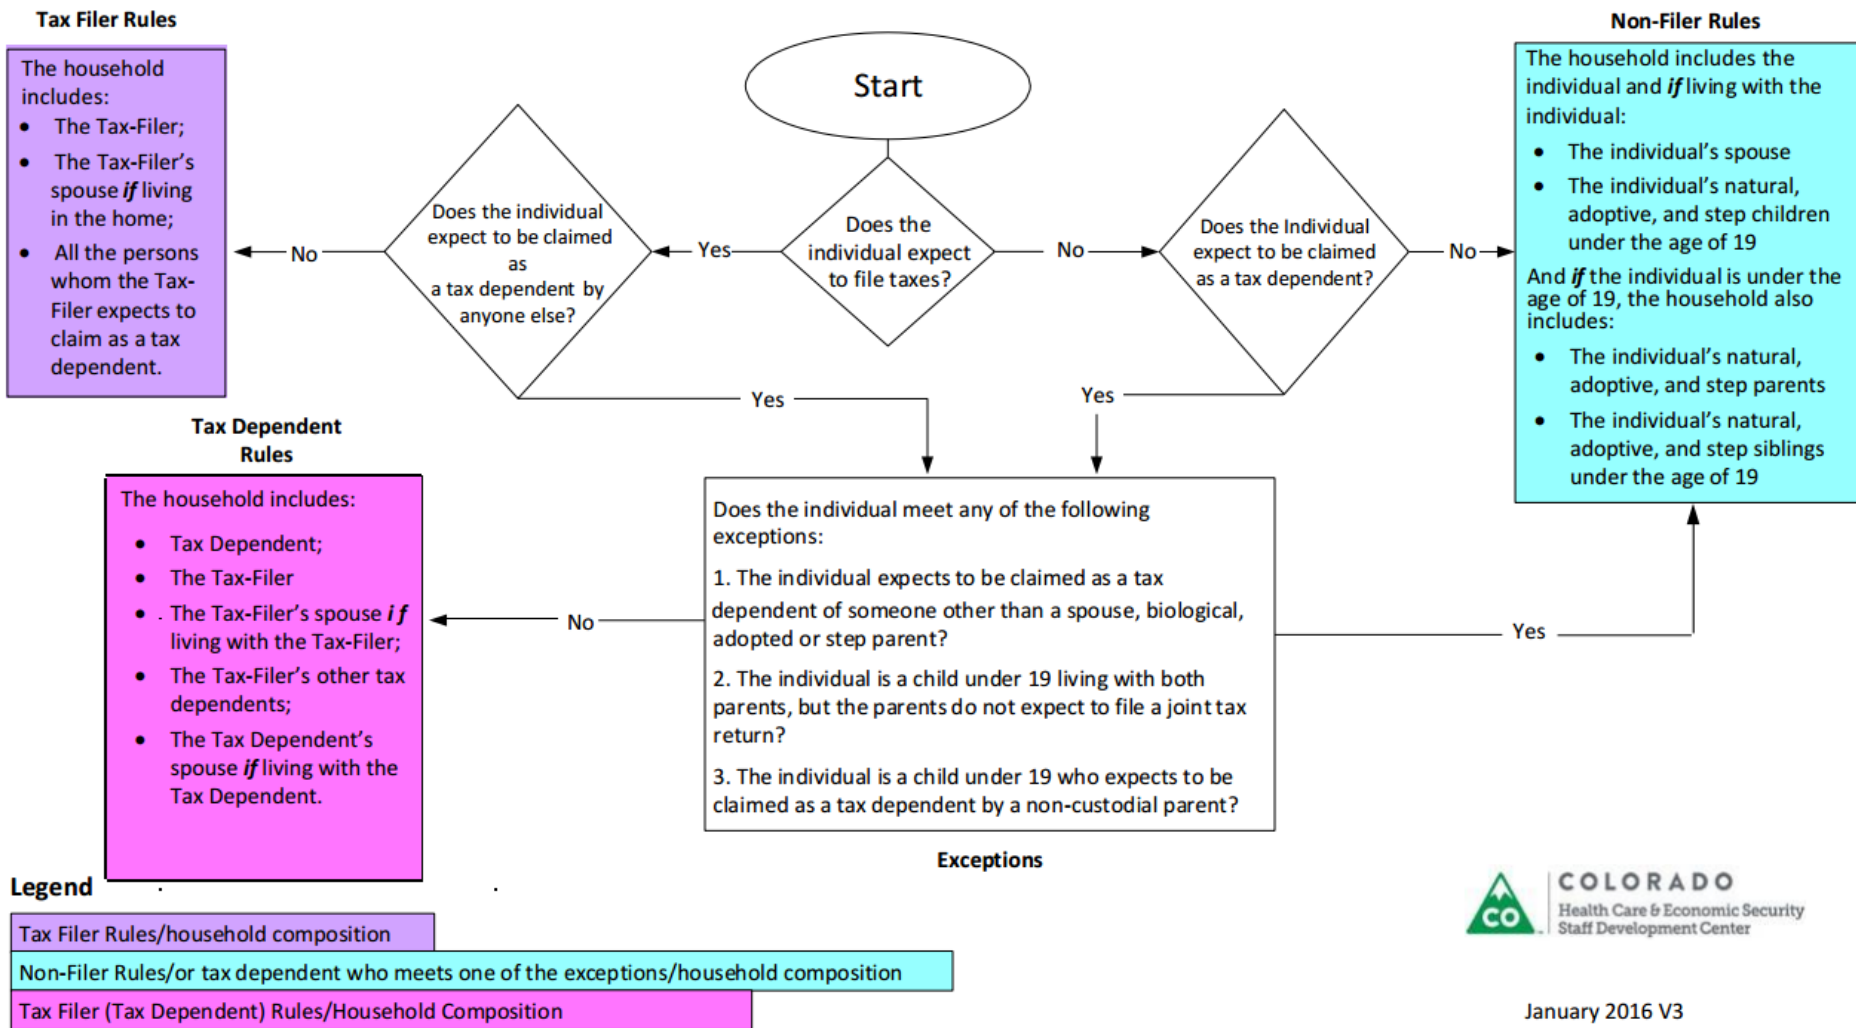 Tax Filer Rules
The household
includes:
• The Tax-Filer;
• The Tax-Filer's
spouse if living
in the home;
• All the persons
whom the Tax-
Filer expects to
claim as a tax
dependent.
Start
Does the individual
expect to be claimed
as
a tax dependent by
anyone else?
No
Yes
Does the
individual expect
to file taxes?
No
Does the Individual
expect to be claimed
as a tax dependent?
No
Non-Filer Rules
The household includes the
individual and if living with the
individual:
• The individual's spouse
• The individual's natural,
adoptive, and step children
under the age of 19
And if the individual is under the
age of 19, the household also
includes:
• The individual's natural,
adoptive, and step parents
• The individual's natural,
adoptive, and step siblings
under the age of 19
Yes
Yes
Tax Dependent
Rules
The household includes:
• Tax Dependent;
• The Tax-Filer
• . The Tax-Filer's spouse if
living with the Tax-Filer;
• The Tax-Filer's other tax
dependents;
• The Tax Dependent's
spouse if living with the
Tax Dependent.
No
Does the individual meet any of the following
exceptions:
1. The individual expects to be claimed as a tax
dependent of someone other than a spouse, biological,
adopted or step parent?
2. The individual is a child under 19 living with both
parents, but the parents do not expect to file a joint tax
return?
3. The individual is a child under 19 who expects to be
claimed as a tax dependent by a non-custodial parent?
Yes
Exceptions
Legend
Tax Filer Rules/household composition
Non-Filer Rules/or tax dependent who meets one of the exceptions/household composition
Tax Filer (Tax Dependent) Rules/Household Composition
CO
COLORADO
Health Care & Economic Security
Staff Development Center
January 2016 V3